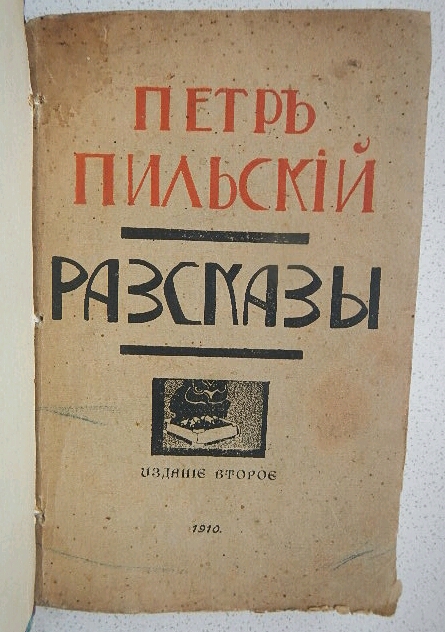 ПЕТРЪ
ПИЛЬСКІЙ
РАЗСКАЗЫ
ИЗДАНІЕ ВТОРОЕ
1910.